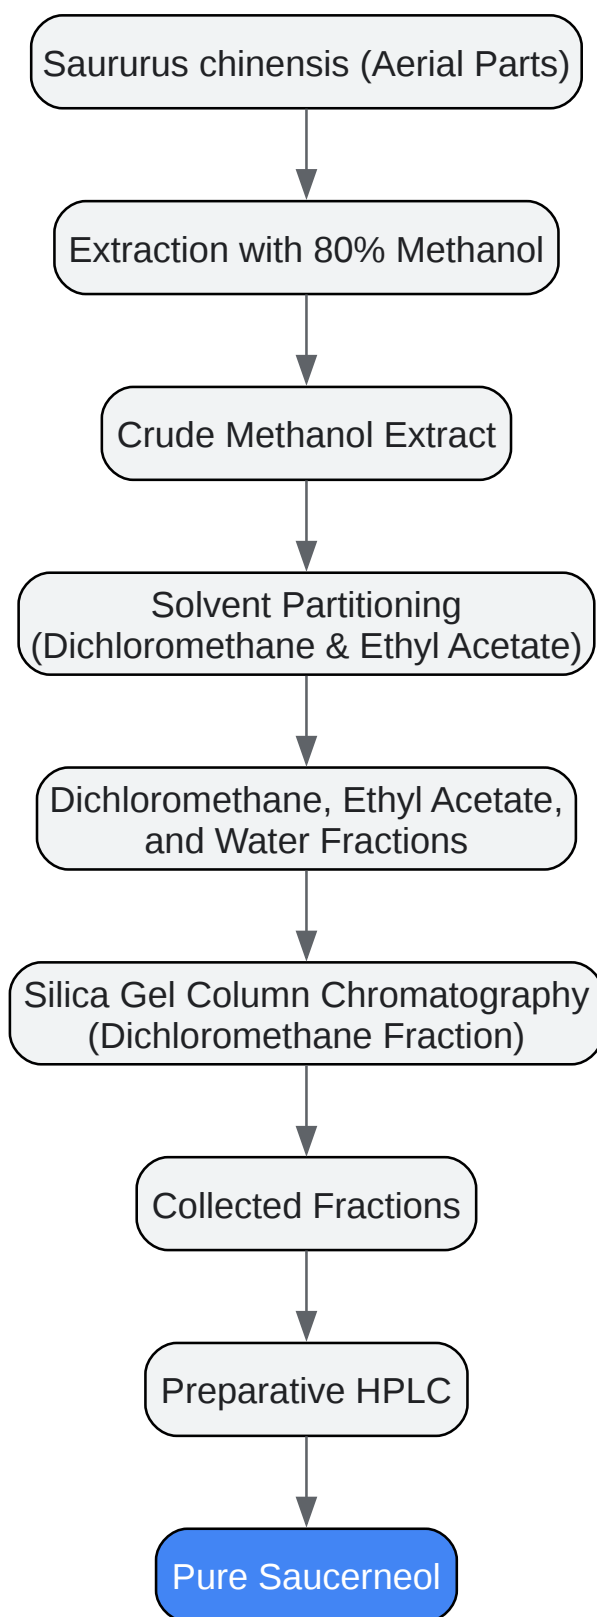 Saururus chinensis (Aerial Parts)
Extraction with 80% Methanol
Crude Methanol Extract
Solvent Partitioning
(Dichloromethane & Ethyl Acetate)
Dichloromethane, Ethyl Acetate,
and Water Fractions
Silica Gel Column Chromatography
(Dichloromethane Fraction)
Collected Fractions
Preparative HPLC
Pure Saucerneol